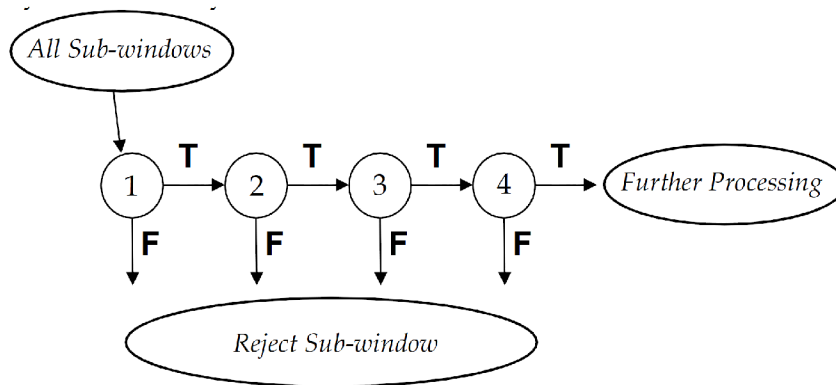 All Sub-windows
T T T T
1 2 3 4 Further Processing
F F F F
Reject Sub-window